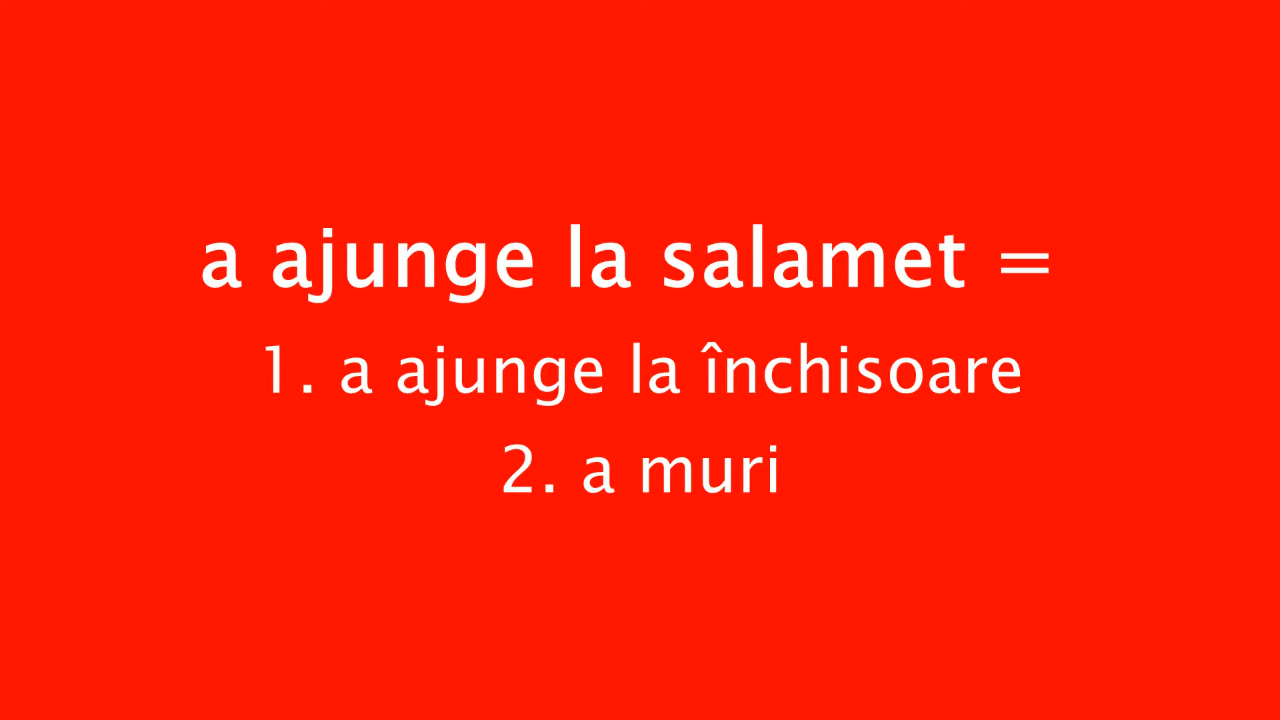 a ajunge la salamet =
1. a ajunge la închisoare
2. a muri